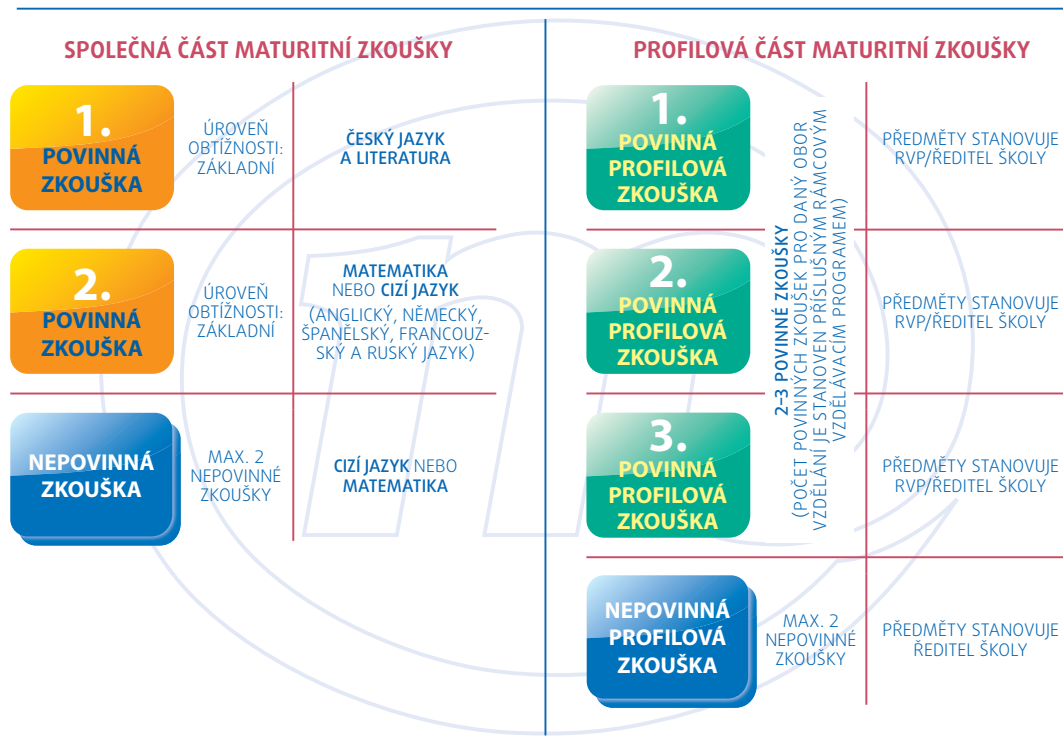 SPOLEČNÁ ČÁST MATURITNÍ ZKOUŠKY
1.
POVINNÁ
ZKOUŠKA
ÚROVEŇ
OBTÍŽNOSTI:
ZÁKLADNÍ
ČESKÝ JAZYK
A LITERATURA
2.
POVINNÁ
ZKOUŠKA
ÚROVEŇ
OBTÍŽNOSTI:
ZÁKLADNÍ
MATEMATIKA
NEBO CIZÍ JAZYK
(ANGLICKÝ, NĚMECKÝ,
ŠPANĚLSKÝ, FRANCOUZ-
SKÝ A RUSKÝ JAZYK)
NEPOVINNÁ
ZKOUŠKA
MAX. 2
NEPOVINNÉ
ZKOUŠKY
CIZÍ JAZYK NEBO
MATEMATIKA
PROFILOVÁ ČÁST MATURITNÍ ZKOUŠKY
1.
POVINNÁ
PROFILOVÁ
ZKOUŠKA
PŘEDMĚTY STANOVUJE
RVP/ŘEDITEL ŠKOLY
2.
POVINNÁ
PROFILOVÁ
ZKOUŠKA
PŘEDMĚTY STANOVUJE
RVP/ŘEDITEL ŠKOLY
3.
POVINNÁ
PROFILOVÁ
ZKOUŠKA
PŘEDMĚTY STANOVUJE
RVP/ŘEDITEL ŠKOLY
2–3 POVINNÉ ZKOUŠKY
(POČET POVINNÝCH ZKOUŠEK PRO DANÝ OBOR
VZDĚLÁNÍ JE STANOVEN PŘÍSLUŠNÝM RÁMCOVÝM
VZDĚLÁVACÍM PROGRAMEM)
NEPOVINNÁ
PROFILOVÁ
ZKOUŠKA
MAX. 2
NEPOVINNÉ
ZKOUŠKY
PŘEDMĚTY STANOVUJE
ŘEDITEL ŠKOLY